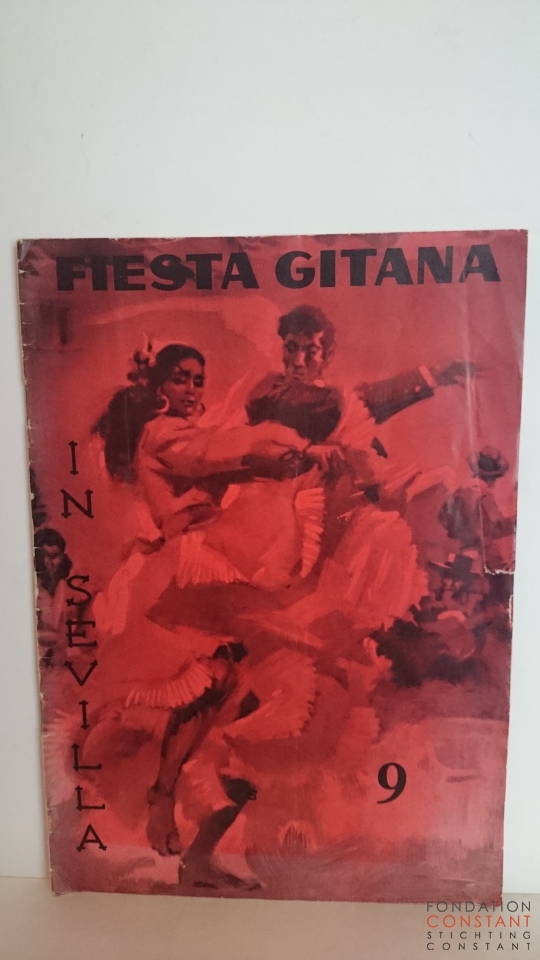 FIESTA GITANA
IN SEVILLA
9
FONDATION
CONSTANT
STICHTING
CONSTANT